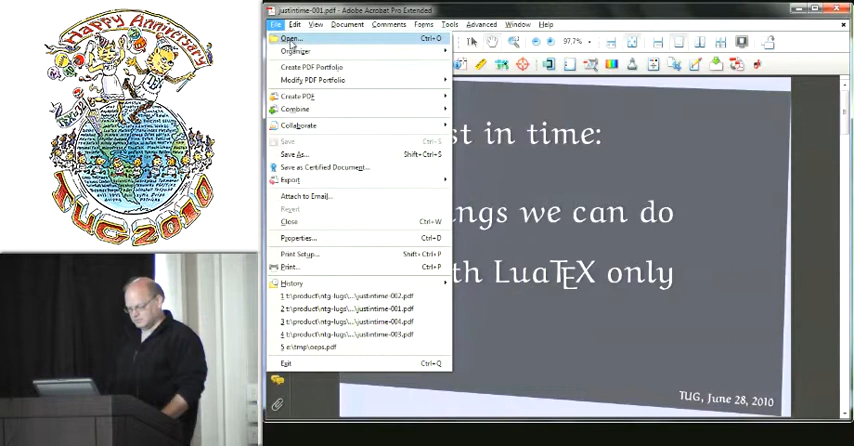 Happy Anniversary
TUG 2010
justintime-001.pdf - Adobe Acrobat Pro Extended
File Edit View Document Comments Forms Tools Advanced Window Help
97.7%
Open... Ctrl+O
Organizer
Create PDF Portfolio
Modify PDF Portfolio
Create PDF
Combine
Collaborate
Save Ctrl+S
Save As... Shift+Ctrl+S
Save as Certified Document...
Export
Attach to Email...
Revert
Close Ctrl+W
Properties... Ctrl+D
Print Setup... Shift+Ctrl+P
Print... Ctrl+P
History
1 t:\product\ntg-lugs\...\justintime-002.pdf
2 t:\product\ntg-lugs\...\justintime-001.pdf
3 t:\product\ntg-lugs\...\justintime-004.pdf
4 t:\product\ntg-lugs\...\justintime-003.pdf
5 e:\tmp\oeps.pdf
Exit Ctrl+Q
st in time:
ngs we can do
th LuaTEX only
TUG, June 28, 2010